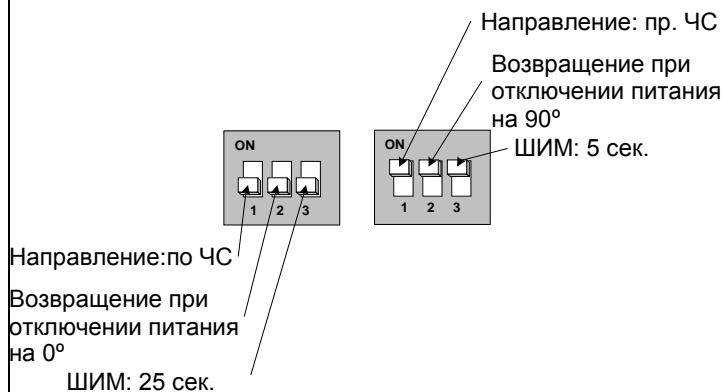 Направление: пр. ЧС
Возвращение при
отключении питания
на 90º
ШИМ: 5 сек.
ON
1 2 3
ON
1 2 3
Направление:по ЧС
Возвращение при
отключении питания
на 0º
ШИМ: 25 сек.